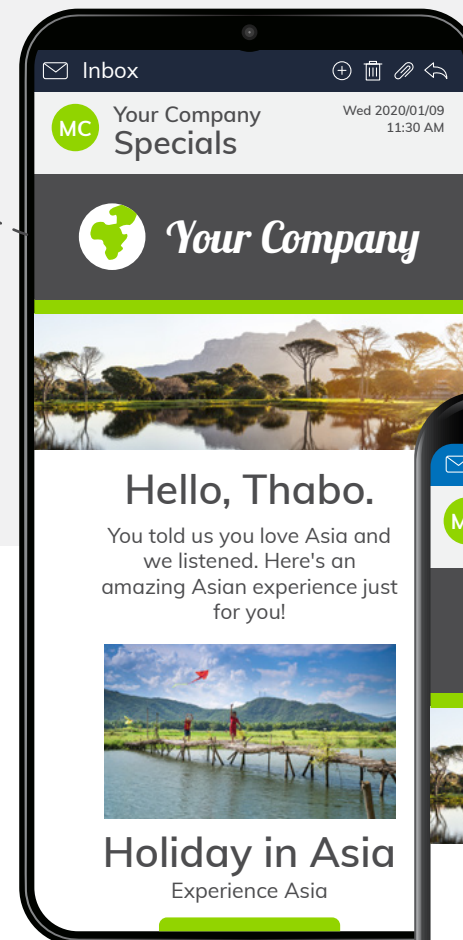 Inbox
MC
Your Company
Specials
Wed 2020/01/09
11:30 AM
Your Company
Hello, Thabo.
You told us you love Asia and
we listened. Here's an
amazing Asian experience just
for you!
Holiday in Asia
Experience Asia